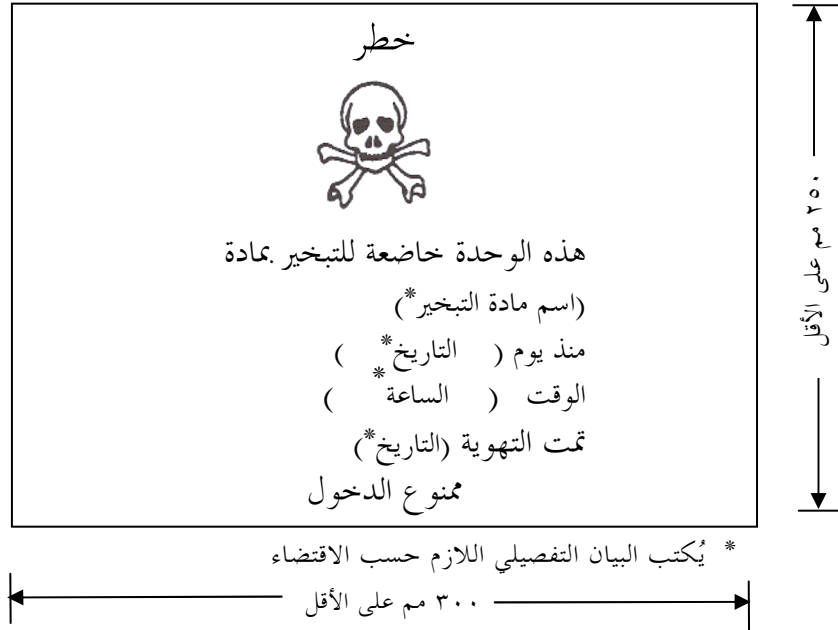 خطر
هذه الوحدة خاضعة للتبخير بمادة
(اسم مادة التبخير*)
منذ يوم ( التاريخ* )
الوقت ( الساعة* )
تمت التهوية (التاريخ*)
ممنوع الدخول
* يُكتب البيان التفصيلي اللازم حسب الاقتضاء
٣٠٠ مم على الأقل
٢٥٠ مم على الأقل